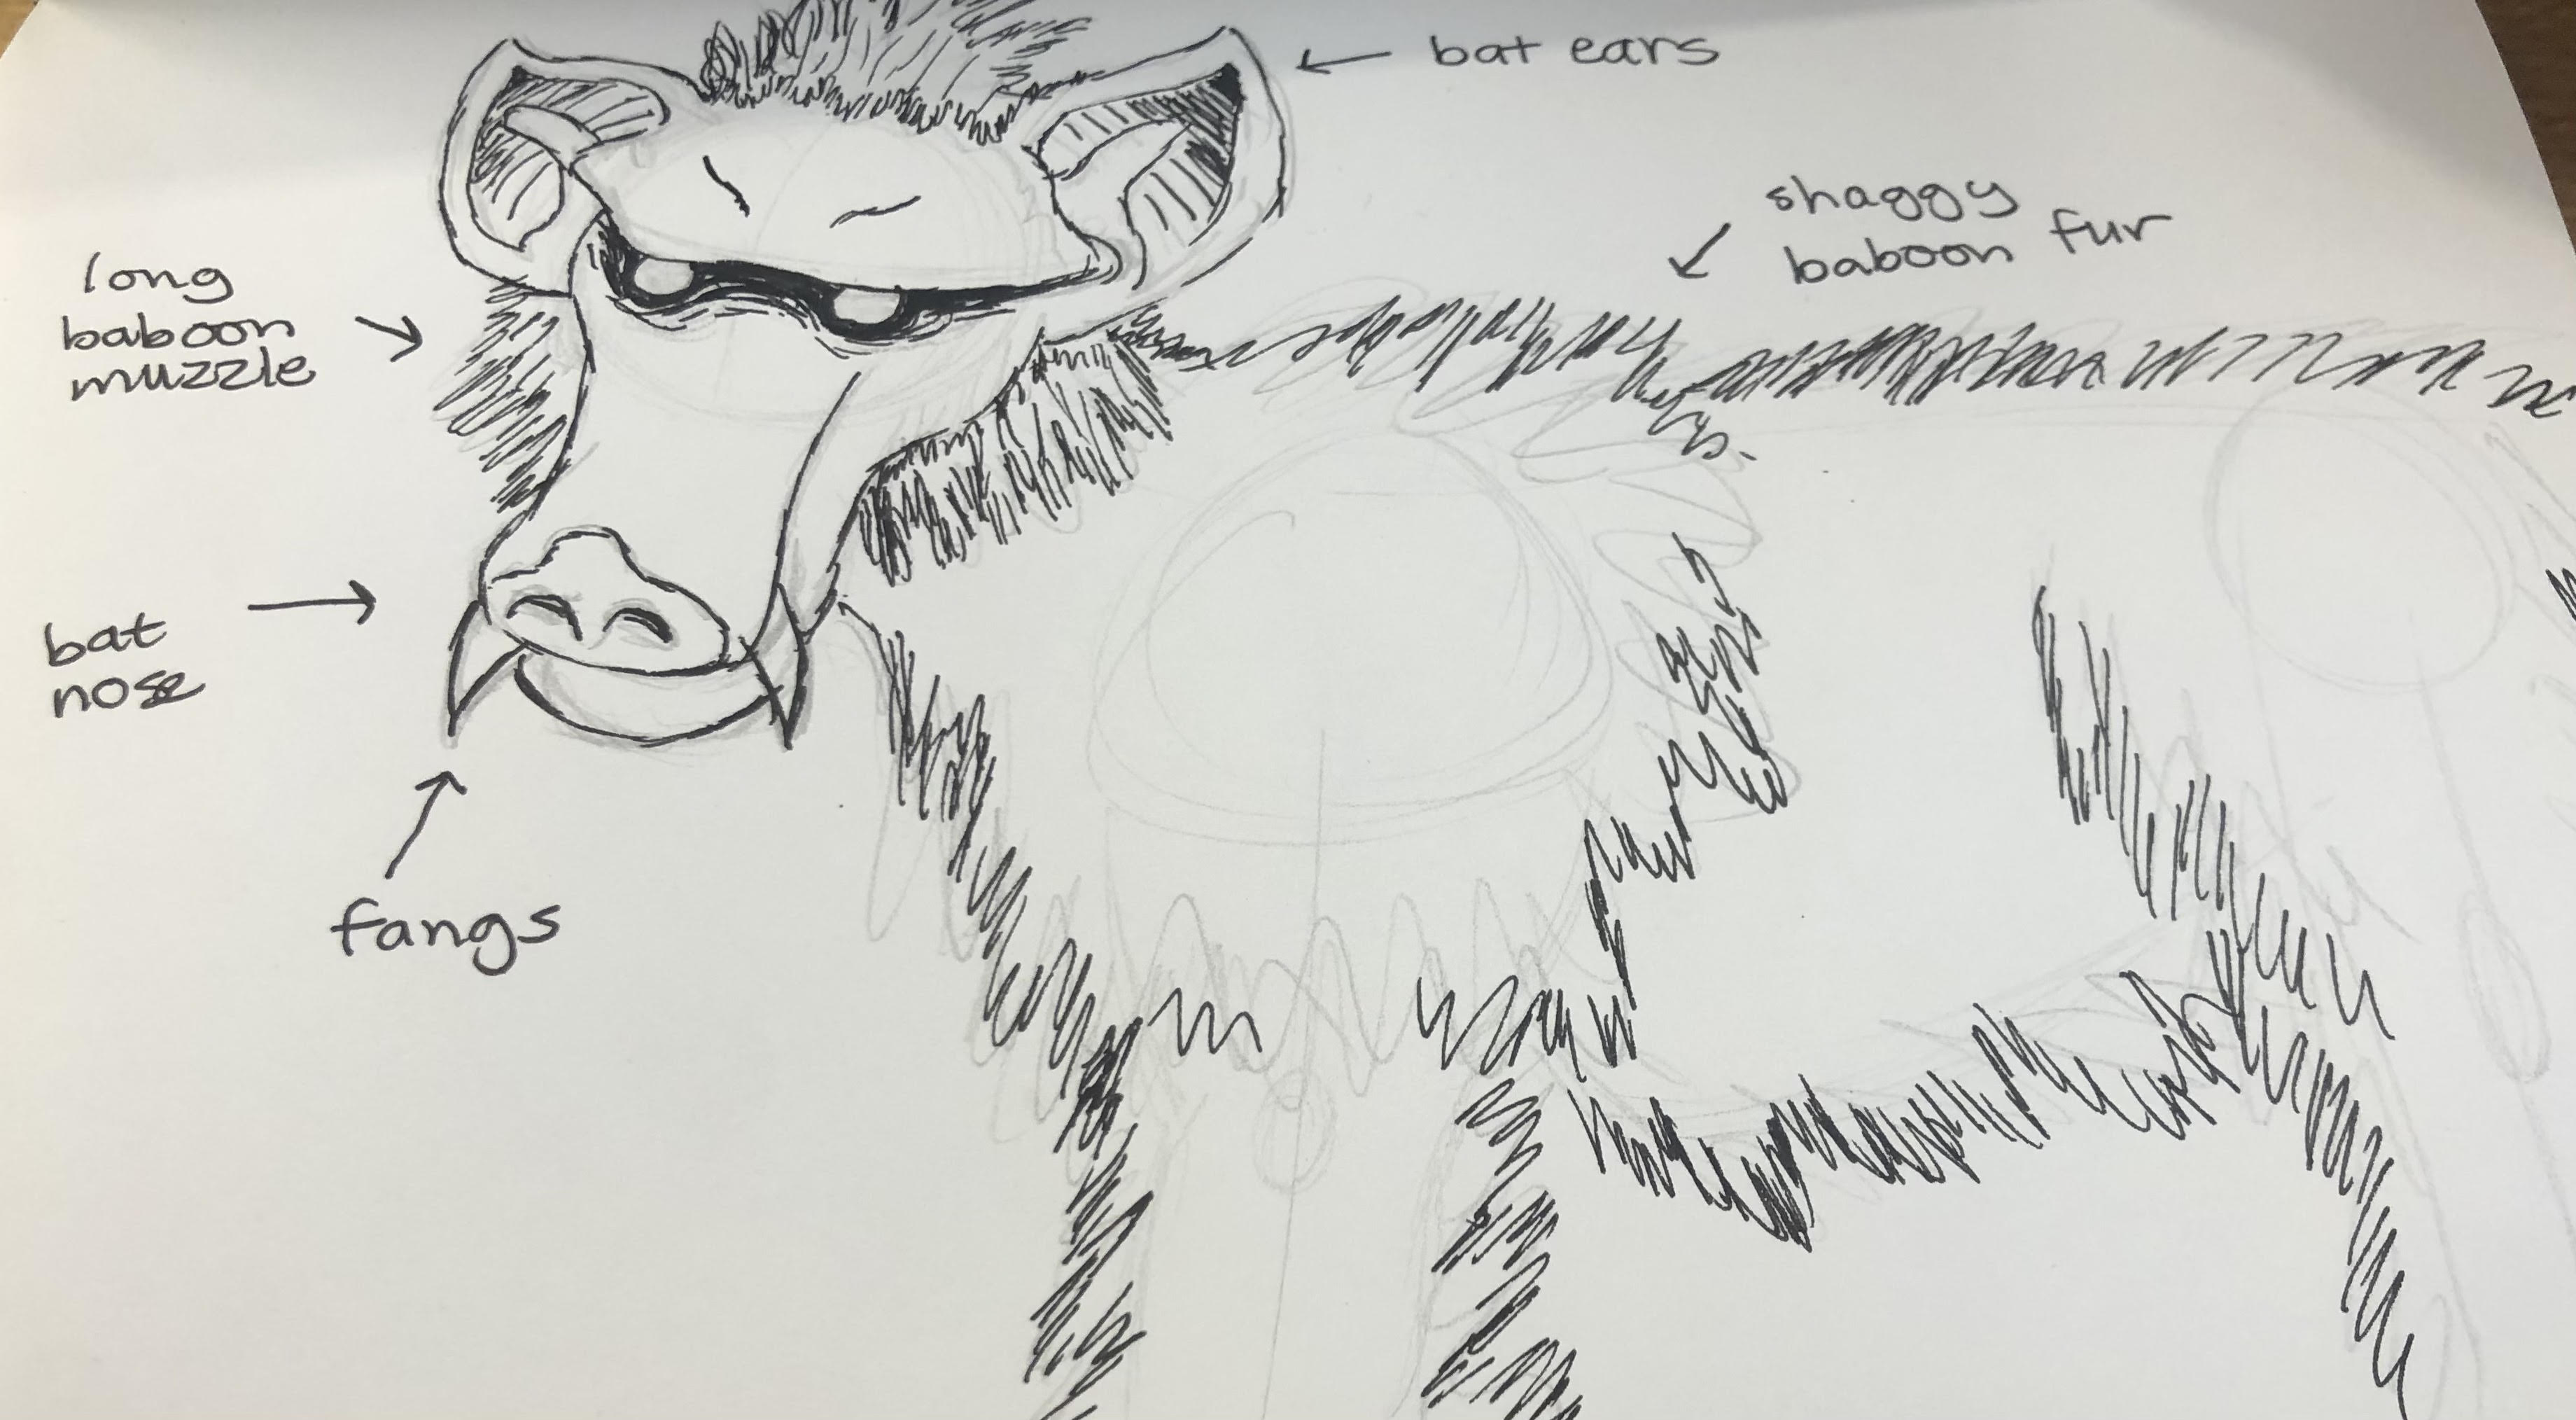 bat ears
shaggy
baboon fur
long
baboon
muzzle
bat
nose
fangs